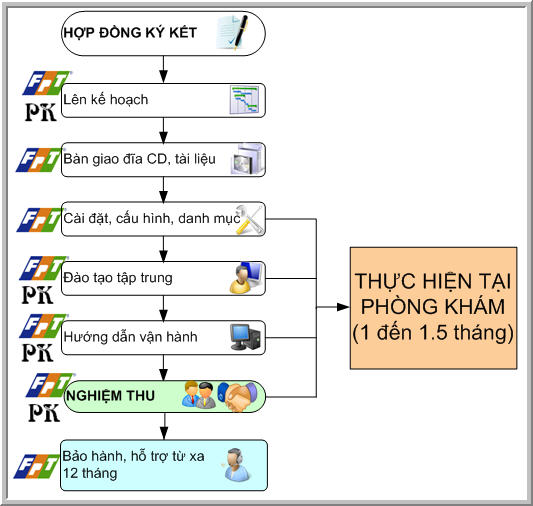 HỢP ĐỒNG KÝ KẾT
FPT
PK
Lên kế hoạch
FPT
Bàn giao đĩa CD, tài liệu
FPT
Cài đặt, cấu hình, danh mục
FPT
PK
Đào tạo tập trung
FPT
PK
Hướng dẫn vận hành
FPT
PK
NGHIỆM THU
FPT
Bảo hành, hỗ trợ từ xa
12 tháng
THỰC HIỆN TẠI
PHÒNG KHÁM
(1 đến 1.5 tháng)